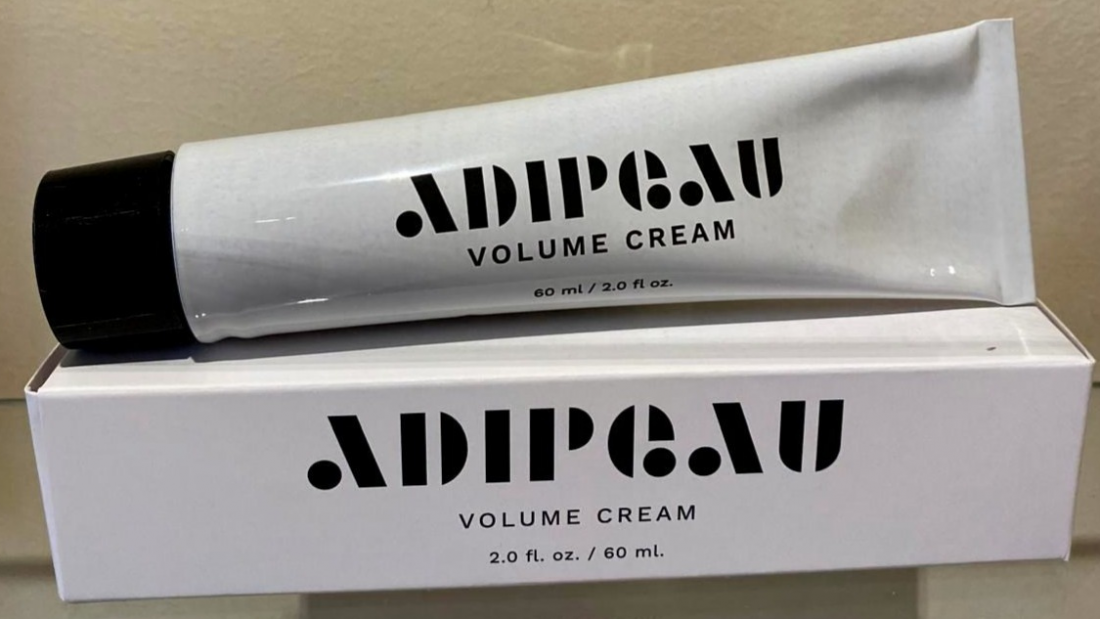 ADIPEAU
VOLUME CREAM
60 ml / 2.0 fl oz.
ADIPEAU
VOLUME CREAM
2.0 fl. oz. / 60 ml.